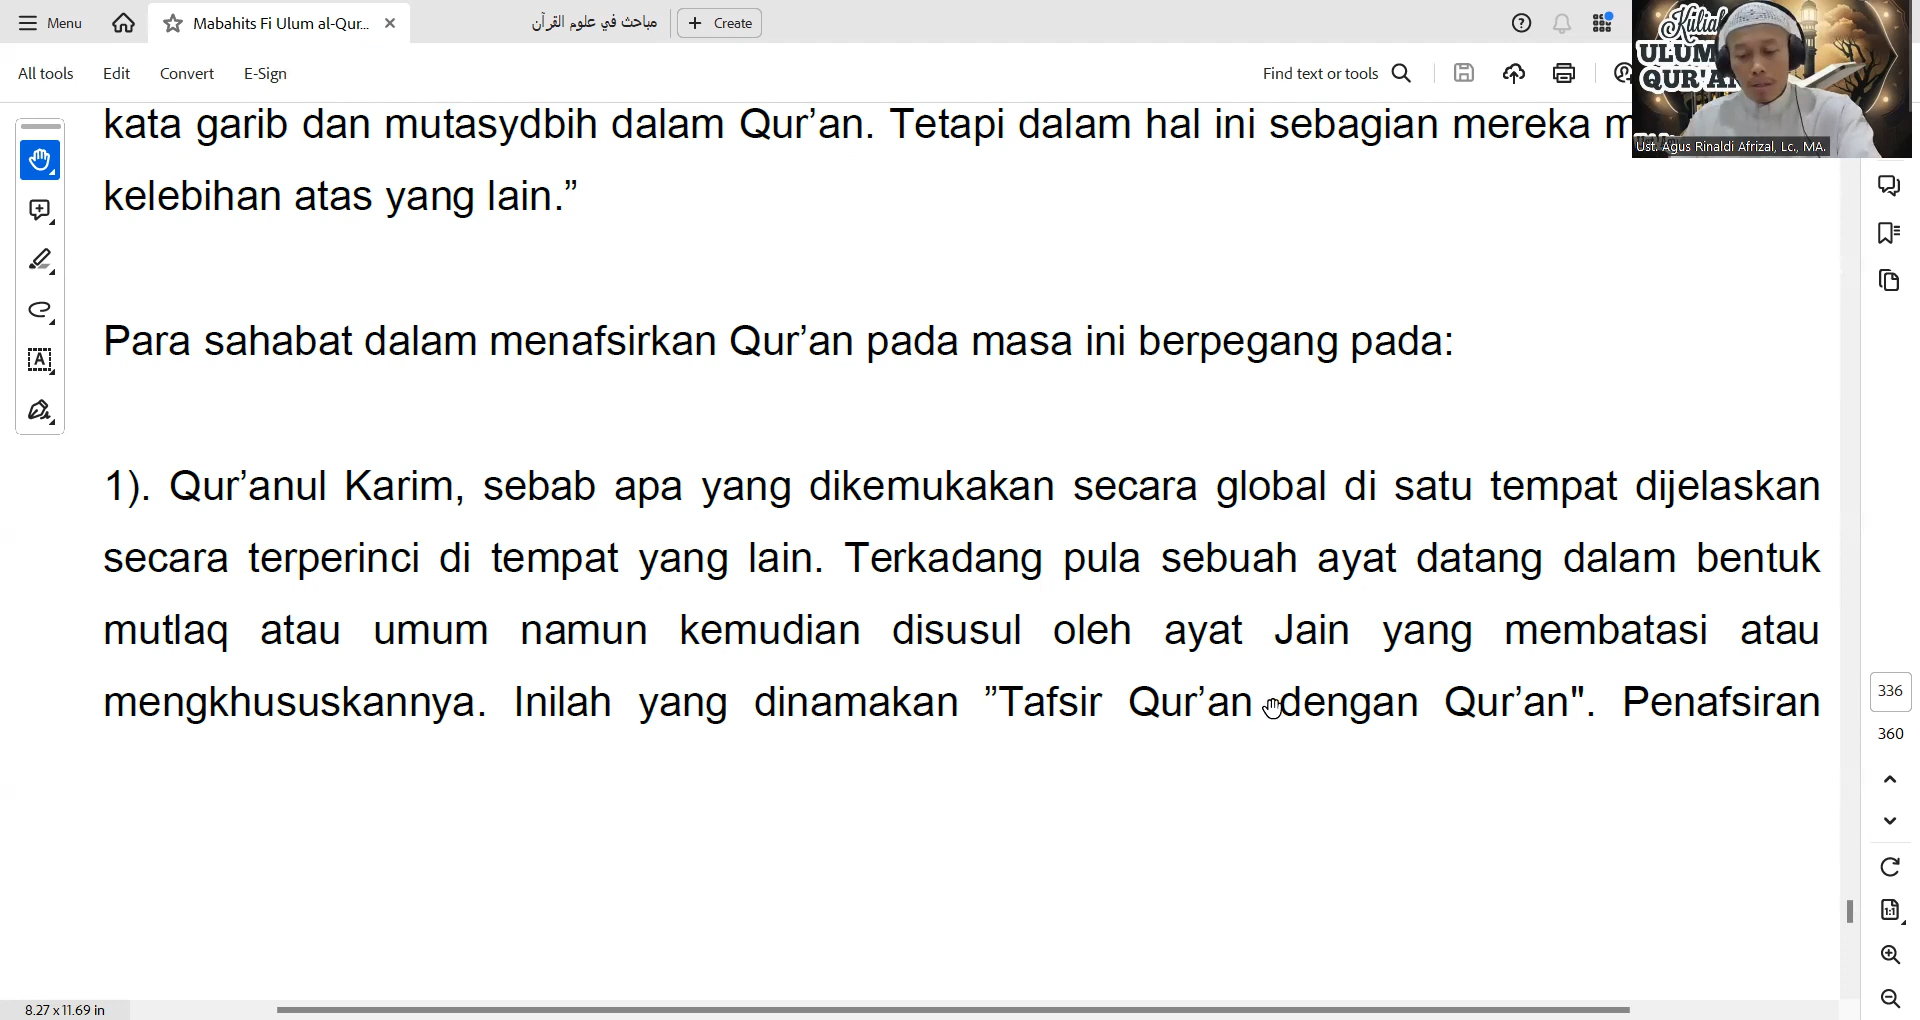 Menu
Mabahits Fi Ulum al-Qur...
مباحث في علوم القرآن
Create
All tools
Edit
Convert
E-Sign
Find text or tools
Kuliah
ULUM
QUR'A
Ust. Agus Rinaldi Afrizal, Lc., MA.
kata garib dan mutasydbih dalam Qur’an. Tetapi dalam hal ini sebagian mereka m
kelebihan atas yang lain.”
Para sahabat dalam menafsirkan Qur’an pada masa ini berpegang pada:
1). Qur’anul Karim, sebab apa yang dikemukakan secara global di satu tempat dijelaskan
secara terperinci di tempat yang lain. Terkadang pula sebuah ayat datang dalam bentuk
mutlaq atau umum namun kemudian disusul oleh ayat Jain yang membatasi atau
mengkhususkannya. Inilah yang dinamakan ”Tafsir Qur’an dengan Qur’an". Penafsiran
336
360
8.27 x 11.69 in